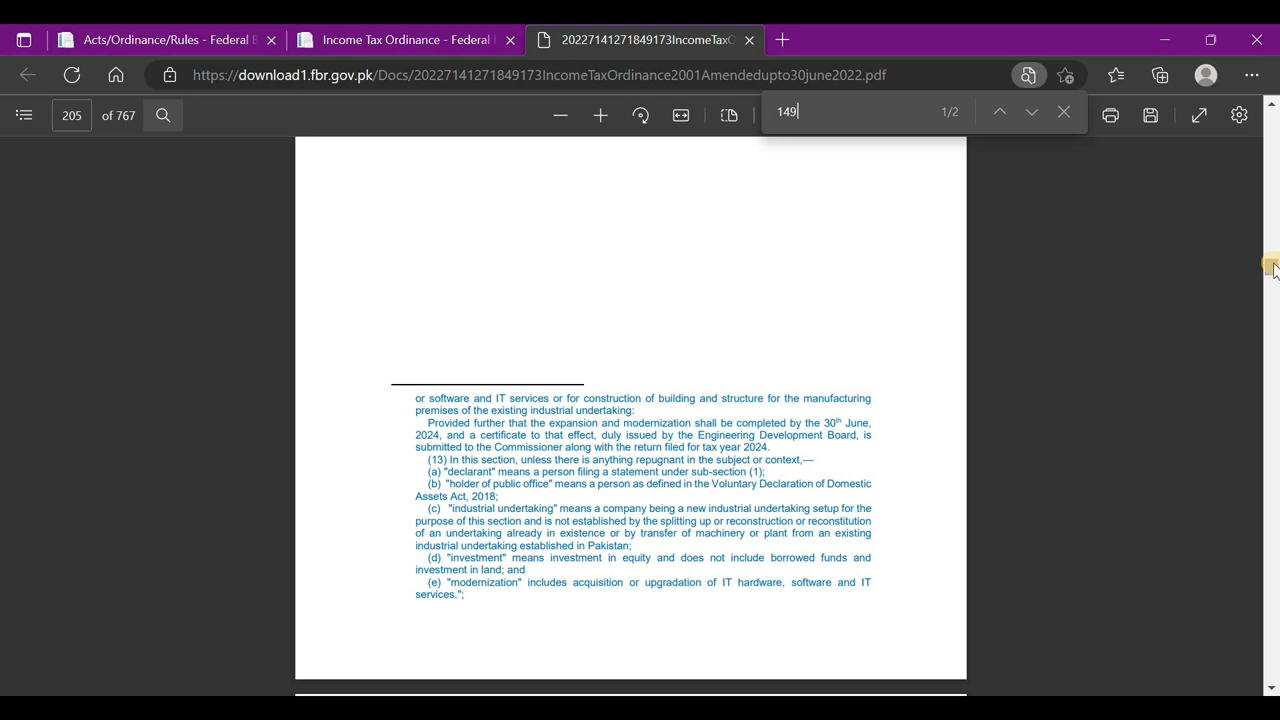 Acts/Ordinance/Rules - Federal B
Income Tax Ordinance - Federal
20227141271849173IncomeTaxO
https://download1.fbr.gov.pk/Docs/20227141271849173IncomeTaxOrdinance2001Amendedupto30june2022.pdf
205 of 767
149
1/2
or software and IT services or for construction of building and structure for the manufacturing
premises of the existing industrial undertaking:
Provided further that the expansion and modernization shall be completed by the 30th June,
2024, and a certificate to that effect, duly issued by the Engineering Development Board, is
submitted to the Commissioner along with the return filed for tax year 2024.
(13) In this section, unless there is anything repugnant in the subject or context,—
(a) "declarant" means a person filing a statement under sub-section (1);
(b) "holder of public office" means a person as defined in the Voluntary Declaration of Domestic
Assets Act, 2018;
(c) "industrial undertaking" means a company being a new industrial undertaking setup for the
purpose of this section and is not established by the splitting up or reconstruction or reconstitution
of an undertaking already in existence or by transfer of machinery or plant from an existing
industrial undertaking established in Pakistan;
(d) "investment" means investment in equity and does not include borrowed funds and
investment in land; and
(e) "modernization" includes acquisition or upgradation of IT hardware, software and IT
services.";